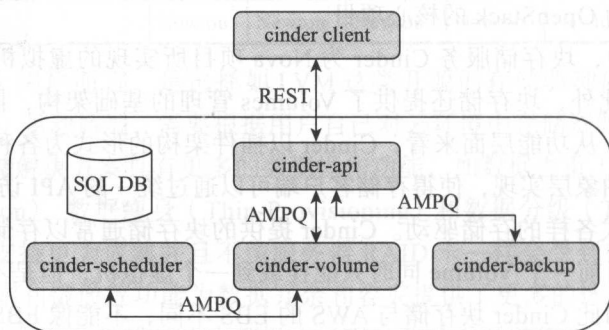 cinder client
REST
cinder-api
SQL DB
AMPQ
AMPQ
cinder-scheduler
cinder-volume
cinder-backup
AMPQ